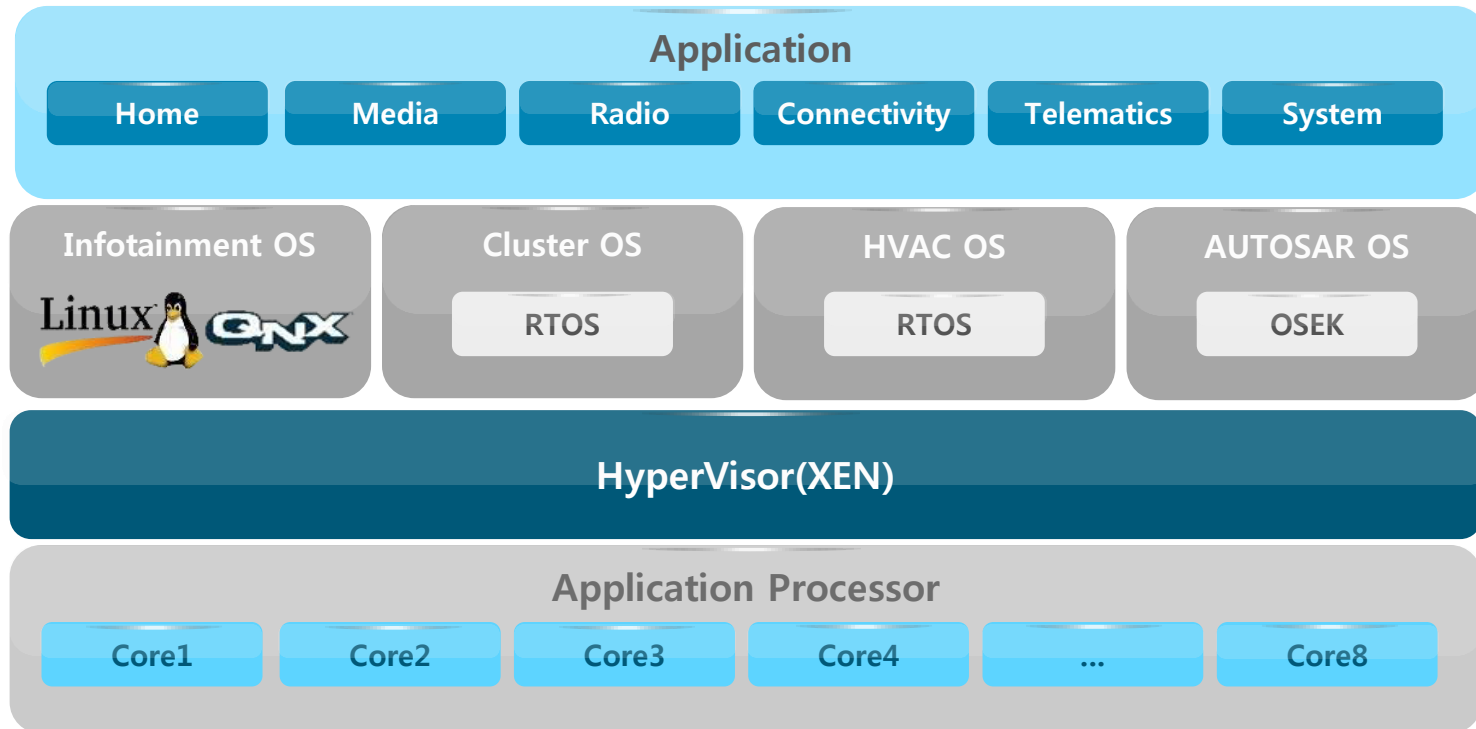 Application
Home Media Radio Connectivity Telematics System
Infotainment OS Cluster OS HVAC OS AUTOSAR OS
Linux QNX RTOS RTOS OSEK
HyperVisor(XEN)
Application Processor
Core1 Core2 Core3 Core4 ... Core8